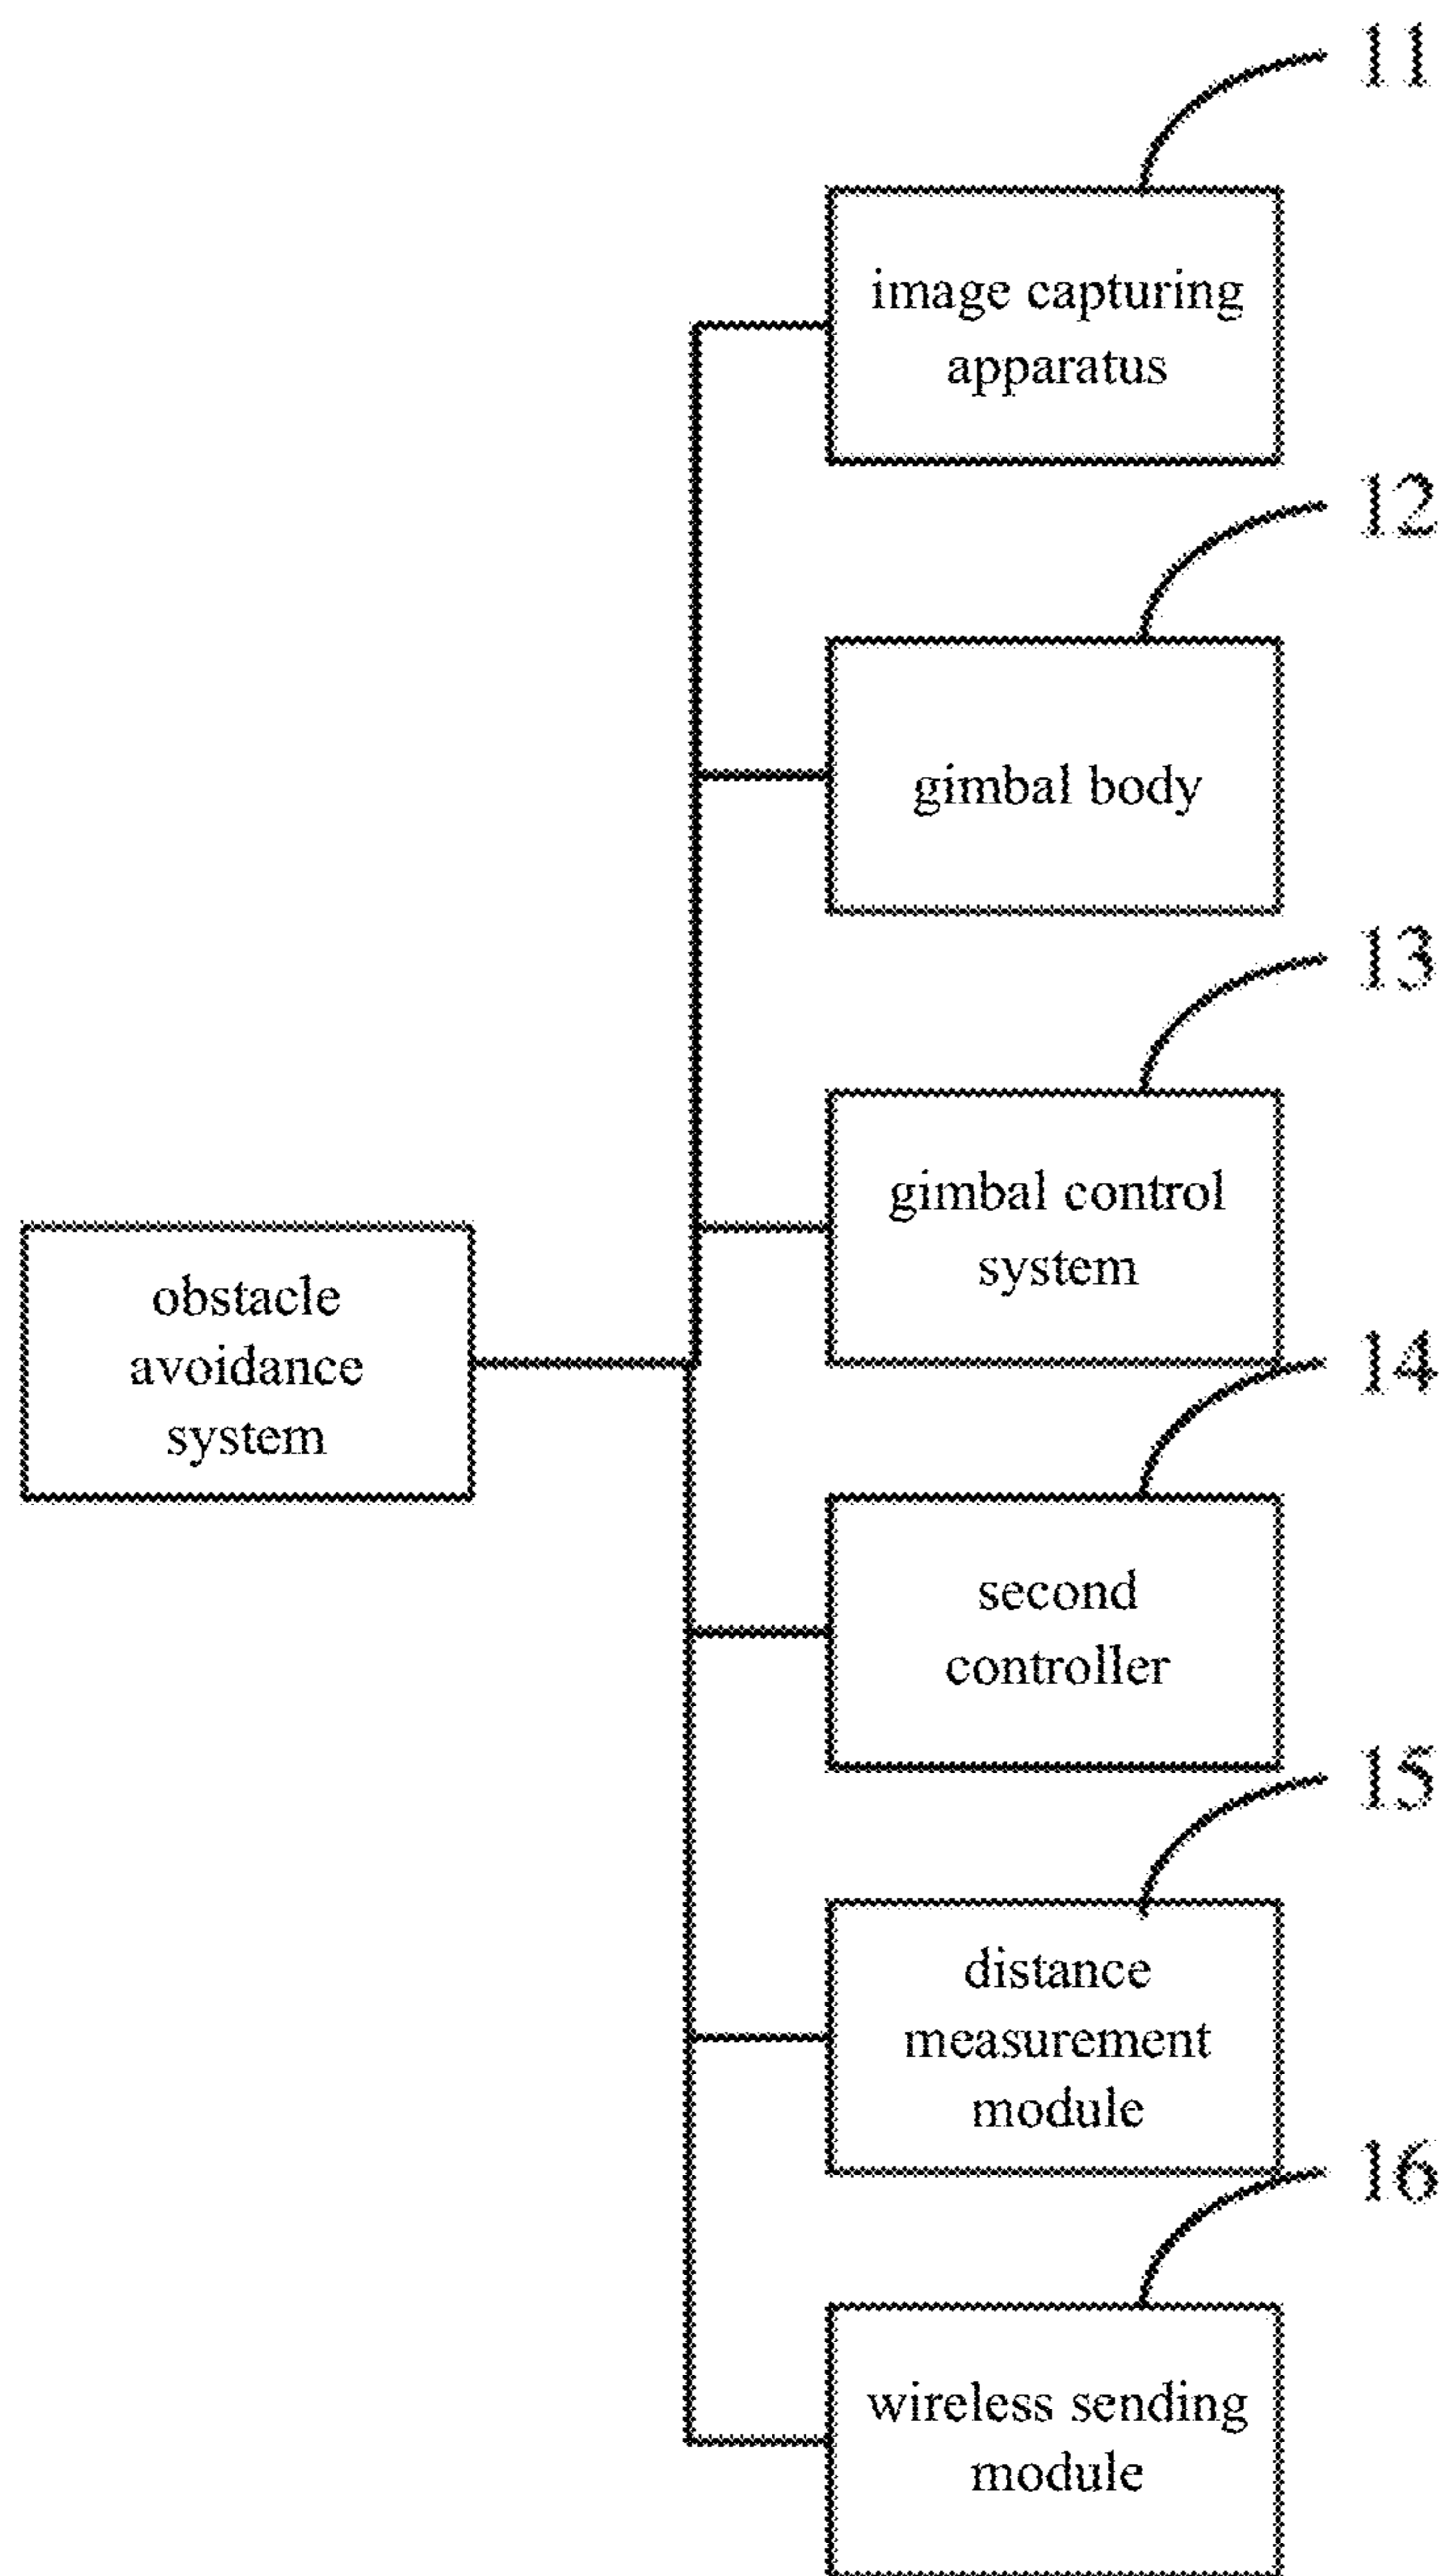 11
image capturing
apparatus
12
gimbal body
13
gimbal control
system
obstacle
avoidance
system
14
second
controller
15
distance
measurement
module
16
wireless sending
module